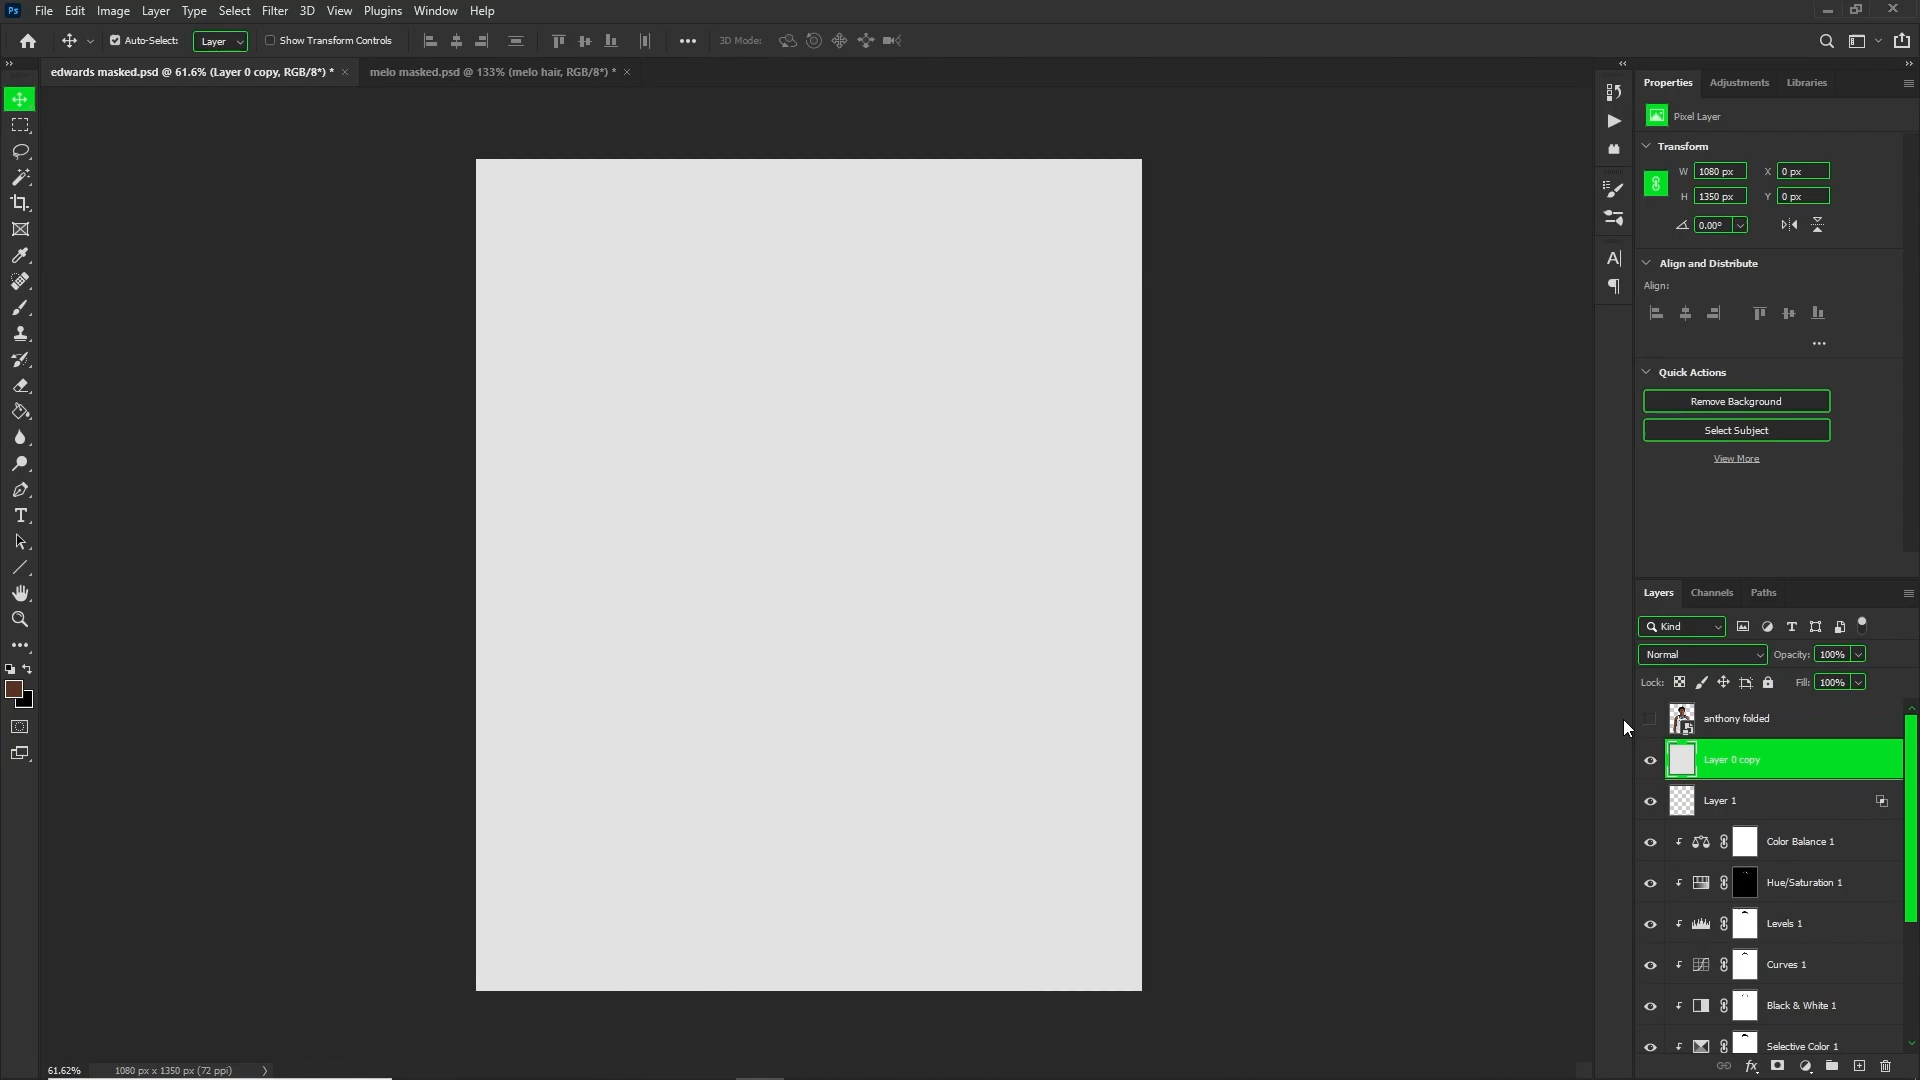 Ps File Edit Image Layer Type Select Filter 3D View Plugins Window Help
Auto-Select: Layer Show Transform Controls 3D Mode:
edwards masked.psd @ 61.6% (Layer 0 copy, RGB/8*) * melo masked.psd @ 133% (melo hair, RGB/8*) *
Properties Adjustments Libraries
Pixel Layer
Transform
W 1080 px X 0 px
H 1350 px Y 0 px
0.00°
Align and Distribute
Align:
Quick Actions
Remove Background
Select Subject
View More
Layers Channels Paths
Kind
Normal Opacity: 100%
Lock: Fill: 100%
anthony folded
Layer 0 copy
Layer 1
Color Balance 1
Hue/Saturation 1
Levels 1
Curves 1
Black & White 1
Selective Color 1
61.62% 1080 px x 1350 px (72 ppi)